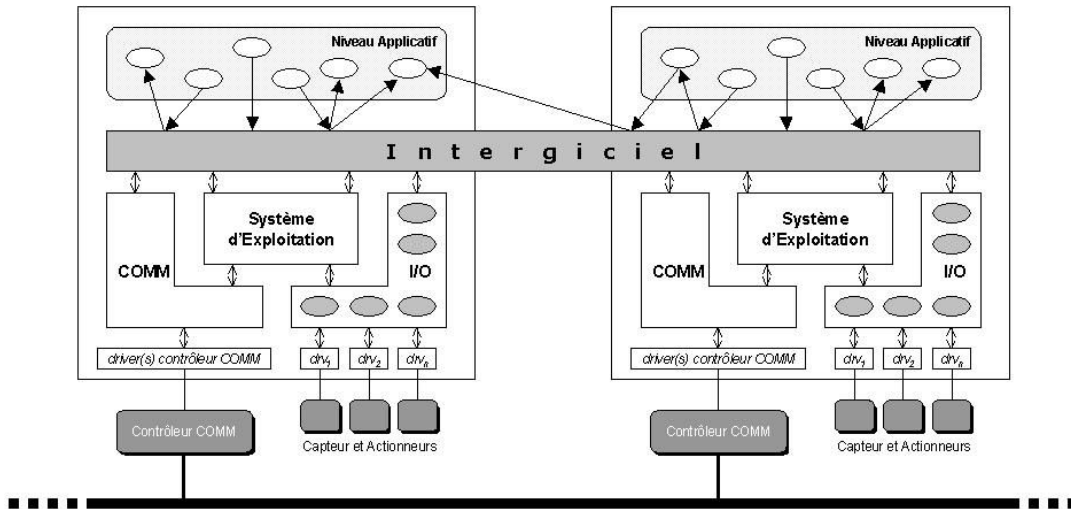 Niveau Applicatif
Niveau Applicatif
Intergiciel
Système
d'Exploitation
COMM
I/O
Système
d'Exploitation
COMM
I/O
driver(s) contrôleur COMM
drv1
drv2
drvn
driver(s) contrôleur COMM
drv1
drv2
drvn
Contrôleur COMM
Capteur et Actionneurs
Contrôleur COMM
Capteur et Actionneurs